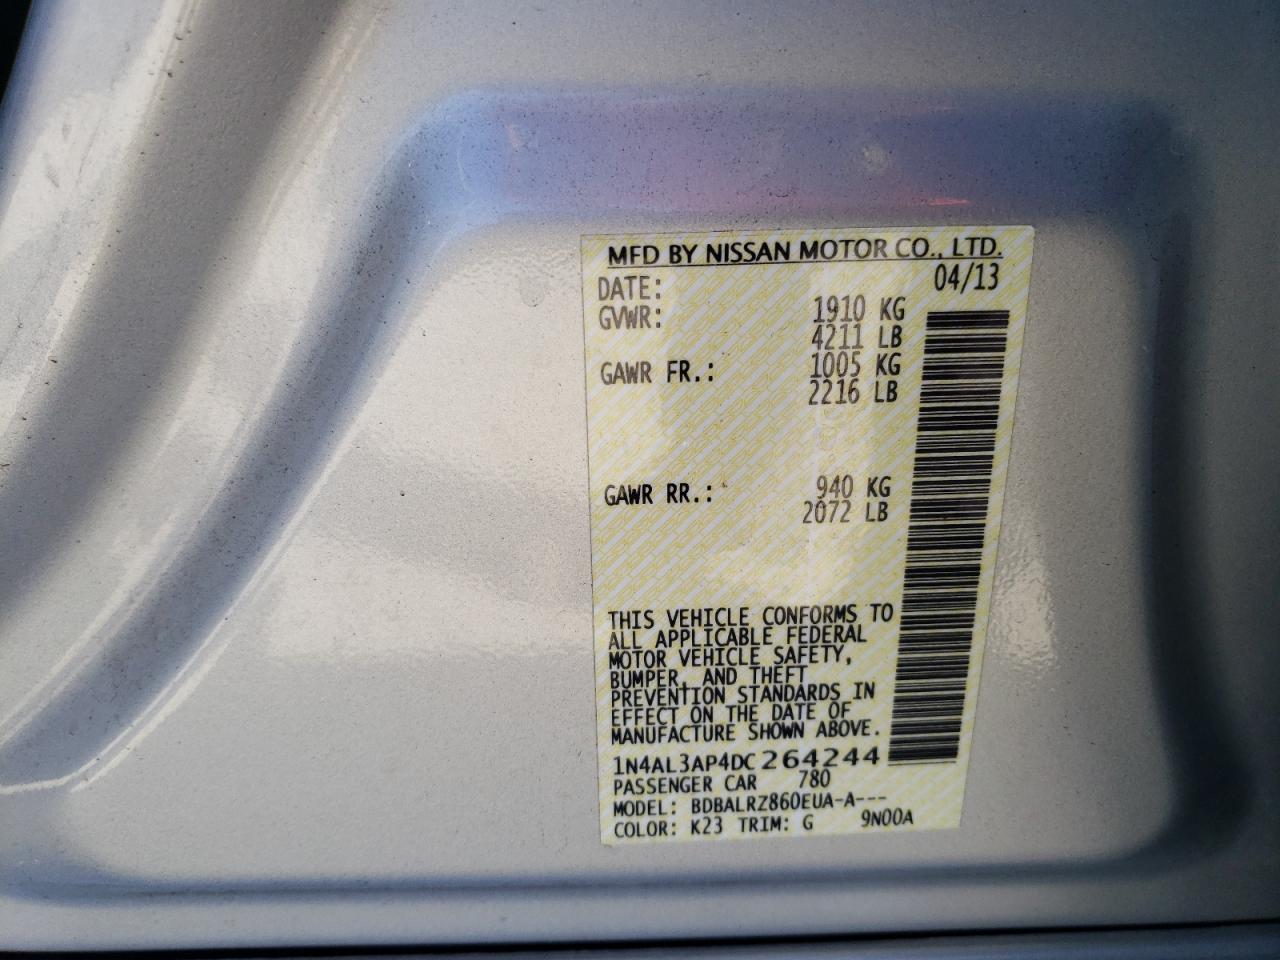 MFD BY NISSAN MOTOR CO., LTD.
DATE: 04/13
GVWR: 1910 KG
4211 LB
GAWR FR.: 1005 KG
2216 LB
GAWR RR.: 940 KG
2072 LB
THIS VEHICLE CONFORMS TO
ALL APPLICABLE FEDERAL
MOTOR VEHICLE SAFETY,
BUMPER, AND THEFT
PREVENTION STANDARDS IN
EFFECT ON THE DATE OF
MANUFACTURE SHOWN ABOVE.
1N4AL3AP4DC264244
PASSENGER CAR 780
MODEL: BDBALRZ860EUA-A---
COLOR: K23 TRIM: G 9N00A